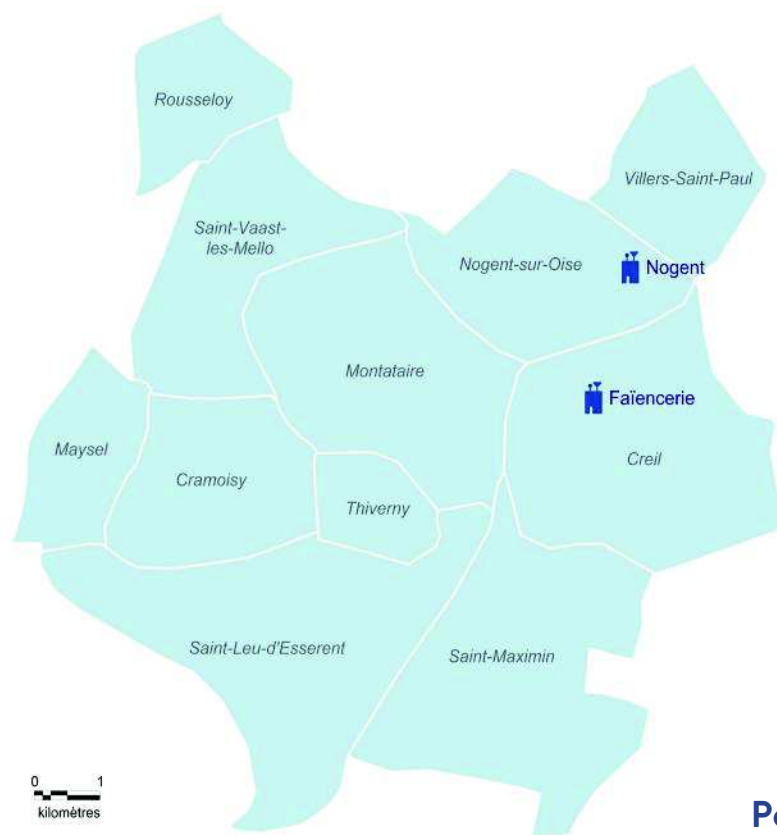 Rousseloy
Villers-Saint-Paul
Saint-Vaast-
les-Mello
Nogent-sur-Oise
Nogent
Montataire
Faïencerie
Maysel
Creil
Cramoisy
Thiverny
Saint-Leu-d'Esserent
Saint-Maximin
0 1
kilomètres